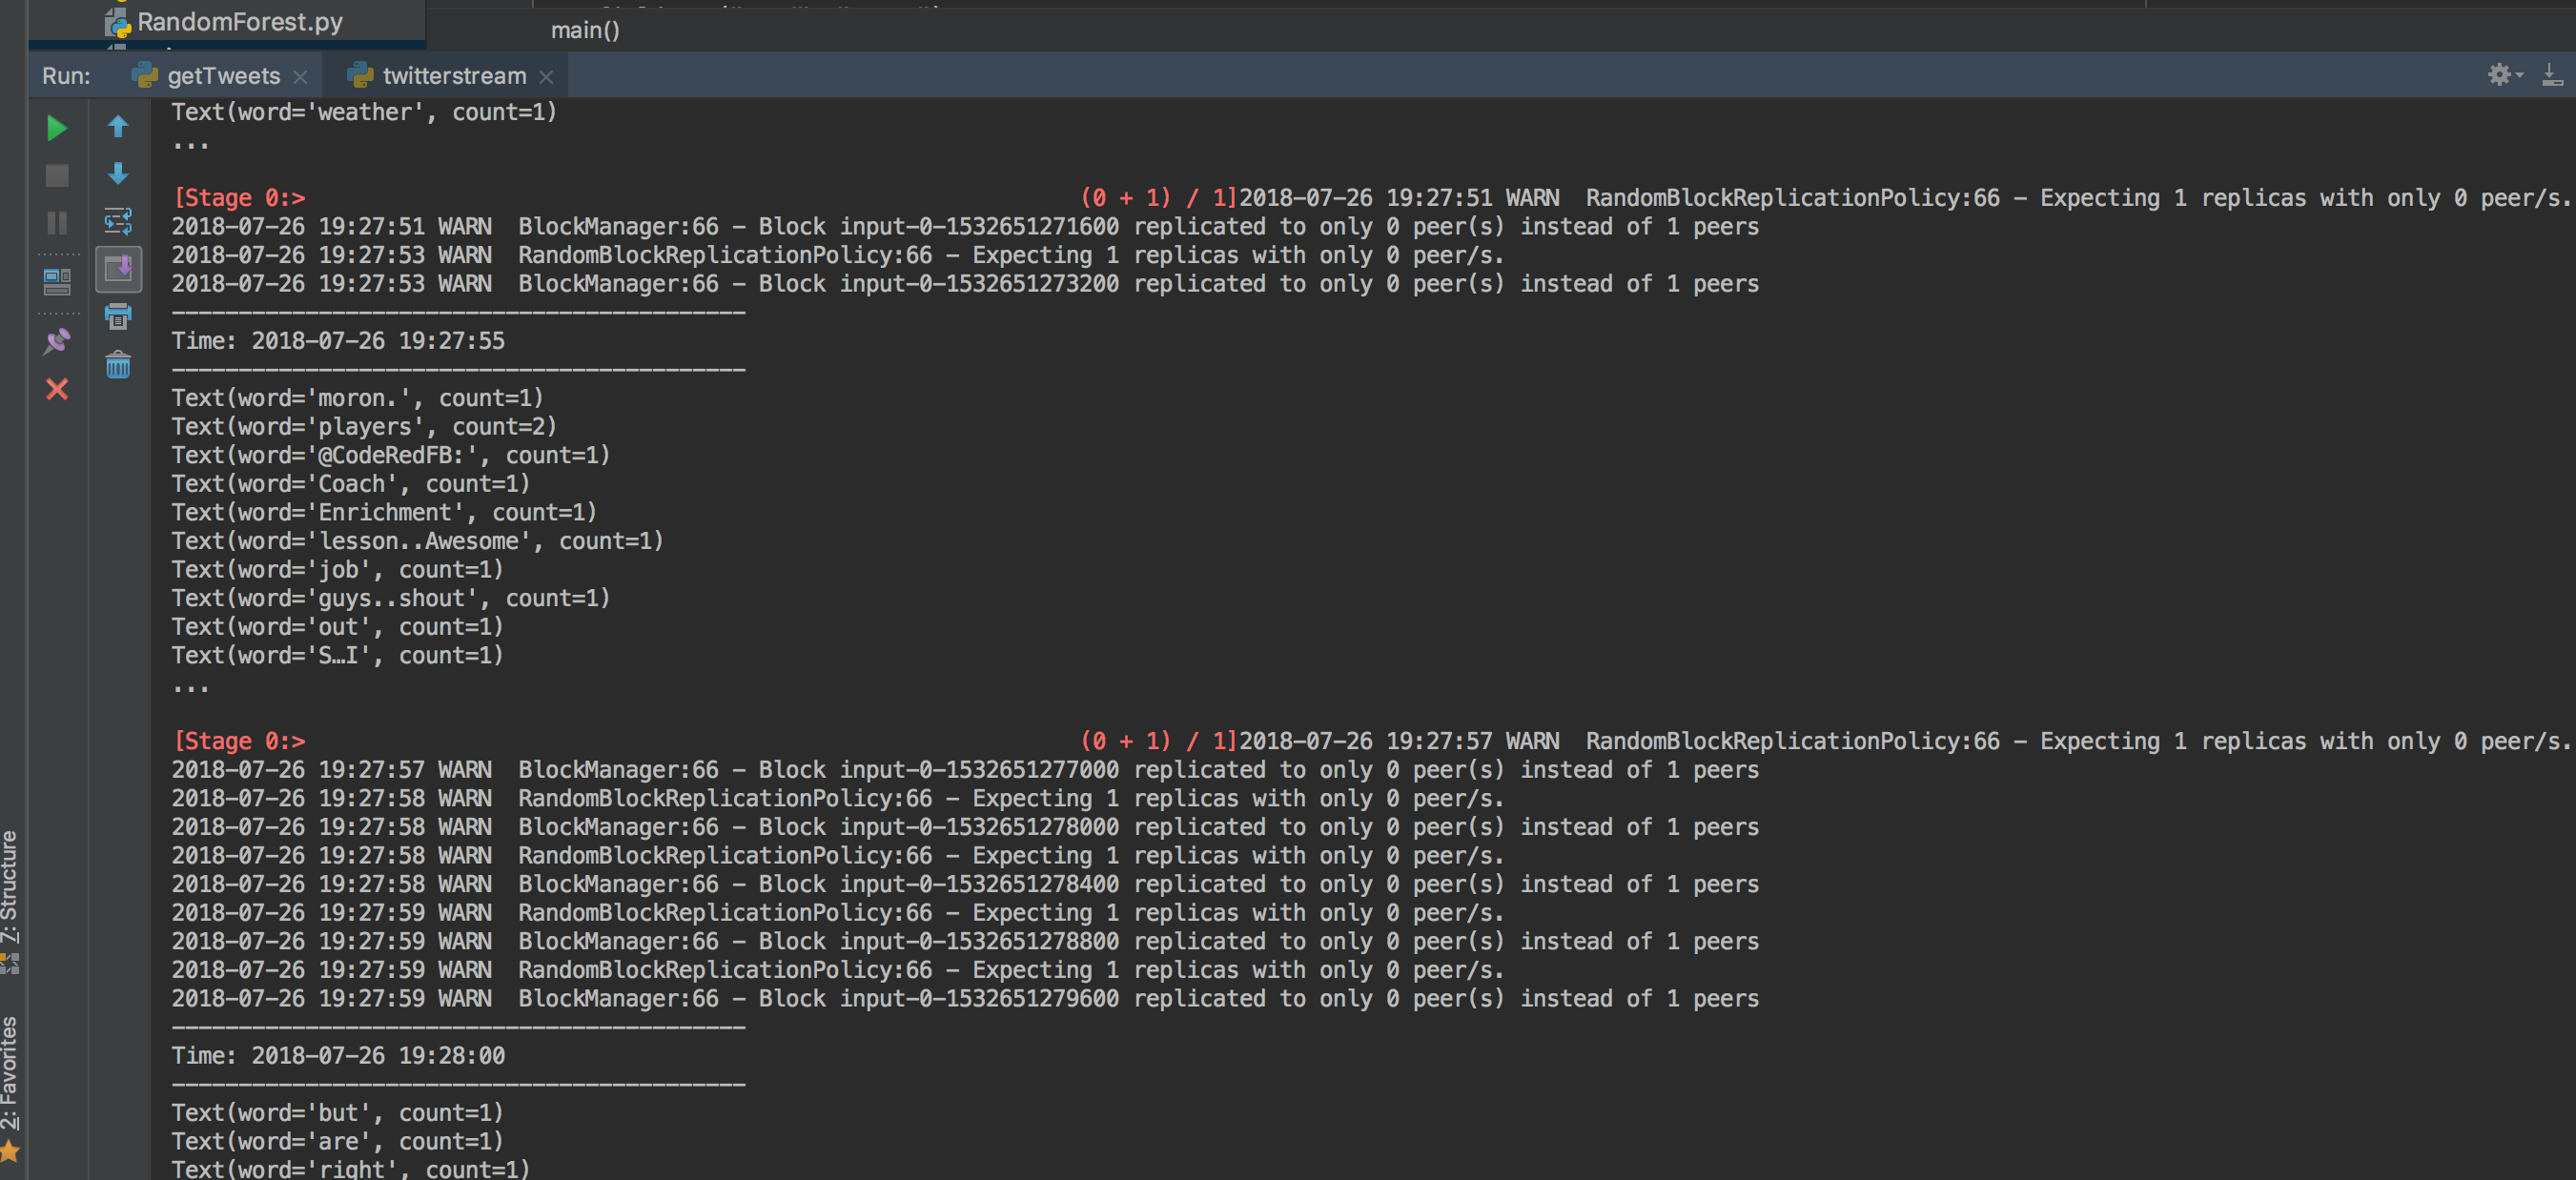 RandomForest.py
main()
Run: getTweets twitterstream
Text(word='weather', count=1)
...
[Stage 0:> (0 + 1) / 1]2018-07-26 19:27:51 WARN  RandomBlockReplicationPolicy:66 - Expecting 1 replicas with only 0 peer/s.
2018-07-26 19:27:51 WARN  BlockManager:66 - Block input-0-1532651271600 replicated to only 0 peer(s) instead of 1 peers
2018-07-26 19:27:53 WARN  RandomBlockReplicationPolicy:66 - Expecting 1 replicas with only 0 peer/s.
2018-07-26 19:27:53 WARN  BlockManager:66 - Block input-0-1532651273200 replicated to only 0 peer(s) instead of 1 peers
-------------------------------------------
Time: 2018-07-26 19:27:55
-------------------------------------------
Text(word='moron.', count=1)
Text(word='players', count=2)
Text(word='@CodeRedFB:', count=1)
Text(word='Coach', count=1)
Text(word='Enrichment', count=1)
Text(word='lesson..Awesome', count=1)
Text(word='job', count=1)
Text(word='guys..shout', count=1)
Text(word='out', count=1)
Text(word='S…I', count=1)
...
[Stage 0:> (0 + 1) / 1]2018-07-26 19:27:57 WARN  RandomBlockReplicationPolicy:66 - Expecting 1 replicas with only 0 peer/s.
2018-07-26 19:27:57 WARN  BlockManager:66 - Block input-0-1532651277000 replicated to only 0 peer(s) instead of 1 peers
2018-07-26 19:27:58 WARN  RandomBlockReplicationPolicy:66 - Expecting 1 replicas with only 0 peer/s.
2018-07-26 19:27:58 WARN  BlockManager:66 - Block input-0-1532651278000 replicated to only 0 peer(s) instead of 1 peers
2018-07-26 19:27:58 WARN  RandomBlockReplicationPolicy:66 - Expecting 1 replicas with only 0 peer/s.
2018-07-26 19:27:58 WARN  BlockManager:66 - Block input-0-1532651278400 replicated to only 0 peer(s) instead of 1 peers
2018-07-26 19:27:59 WARN  RandomBlockReplicationPolicy:66 - Expecting 1 replicas with only 0 peer/s.
2018-07-26 19:27:59 WARN  BlockManager:66 - Block input-0-1532651278800 replicated to only 0 peer(s) instead of 1 peers
2018-07-26 19:27:59 WARN  RandomBlockReplicationPolicy:66 - Expecting 1 replicas with only 0 peer/s.
2018-07-26 19:27:59 WARN  BlockManager:66 - Block input-0-1532651279600 replicated to only 0 peer(s) instead of 1 peers
-------------------------------------------
Time: 2018-07-26 19:28:00
-------------------------------------------
Text(word='but', count=1)
Text(word='are', count=1)
Text(word='right', count=1)
7: Structure
2: Favorites